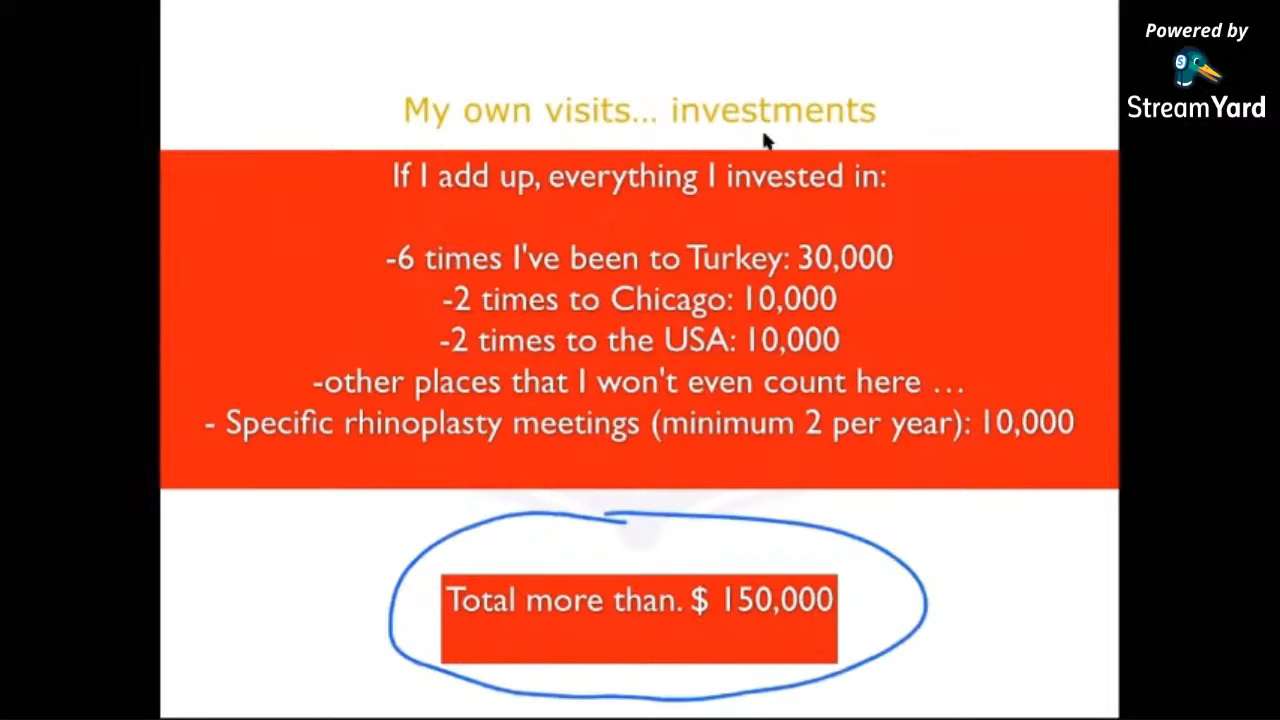 Powered by
StreamYard
My own visits... investments
If I add up, everything I invested in:
-6 times I've been to Turkey: 30,000
-2 times to Chicago: 10,000
-2 times to the USA: 10,000
-other places that I won't even count here ...
- Specific rhinoplasty meetings (minimum 2 per year): 10,000
Total more than. $ 150,000